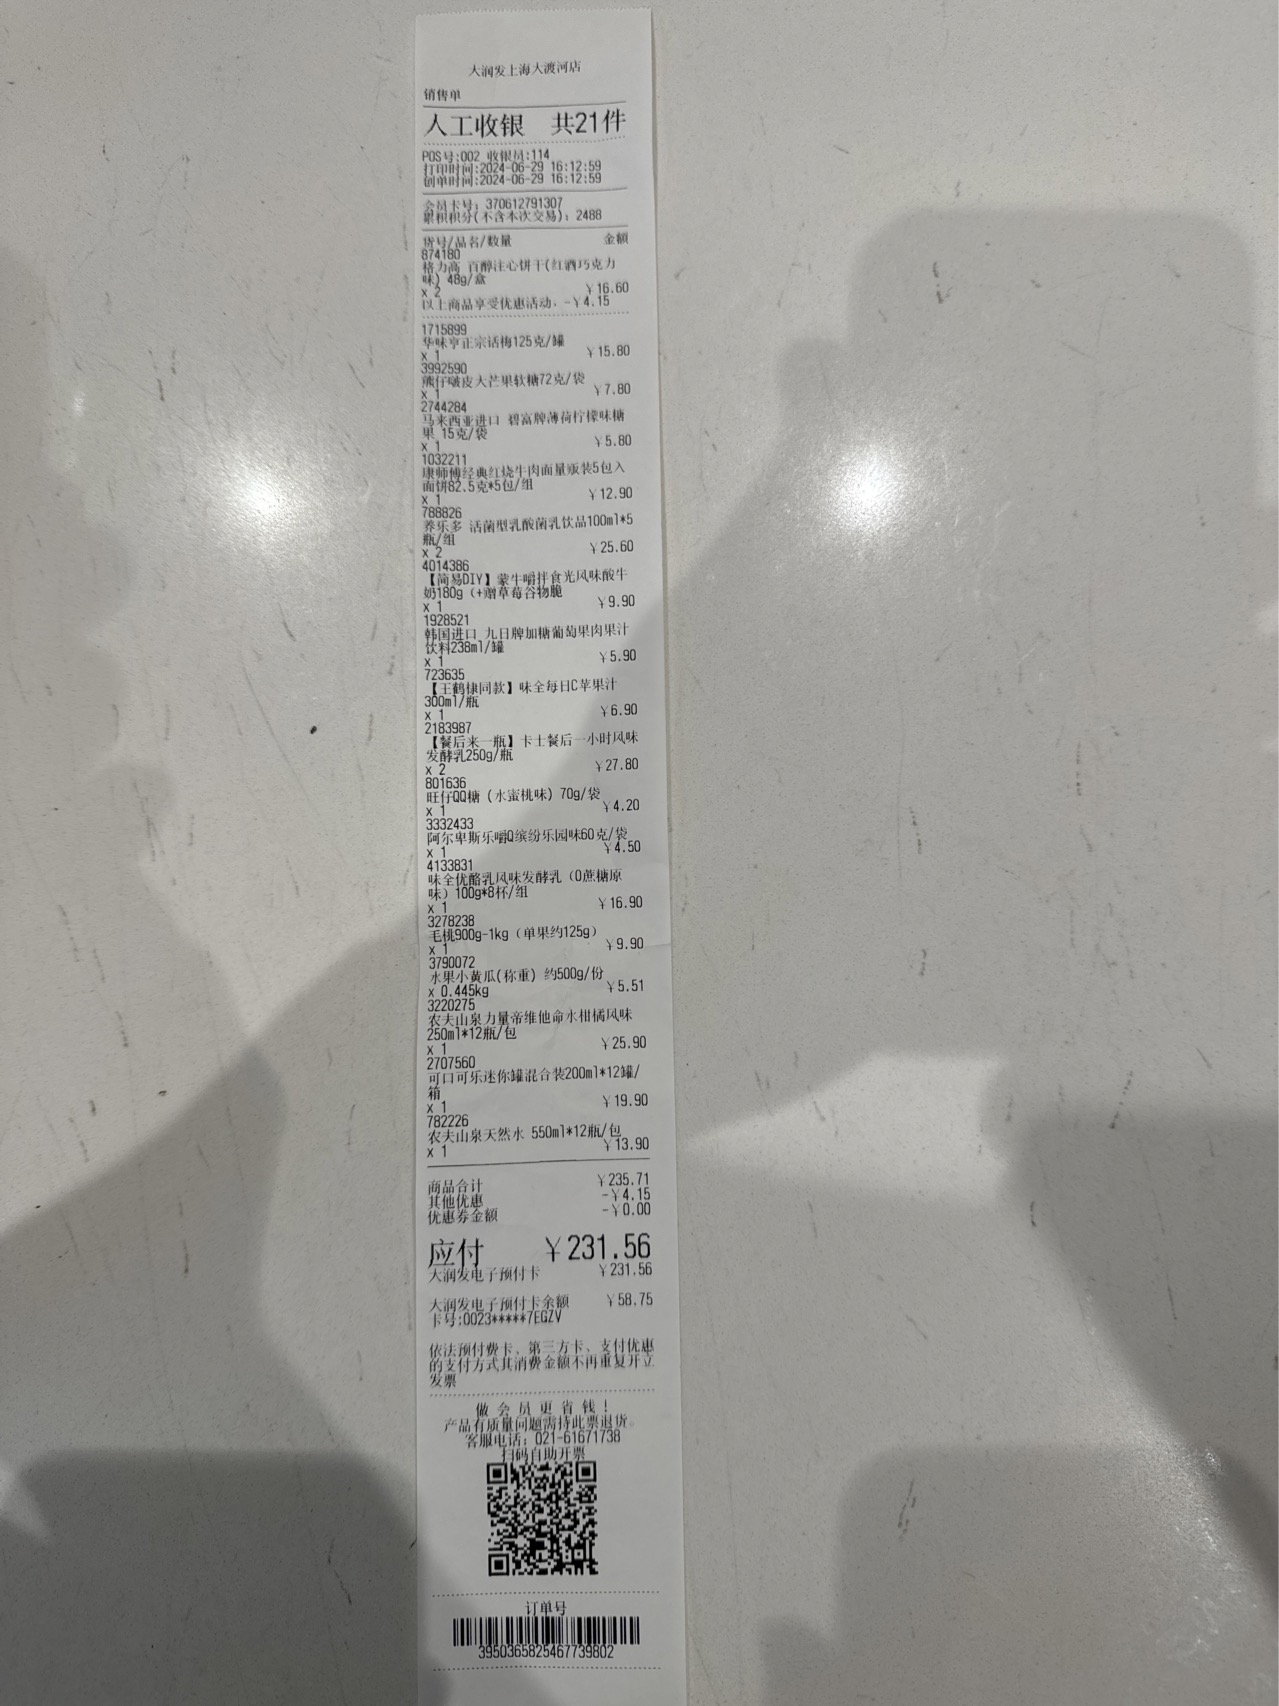 大润发上海大渡河店
销售单
人工收银 共21件
POS号:002 收银员:114
打印时间:2024-06-29 16:12:59
创单时间:2024-06-29 16:12:59
会员卡号: 370612791307
累积积分(不含本次交易): 2488
货号/品名/数量 金额
874180
格力高 百醇注心饼干(红酒巧克力
味) 48g/盒
x 2 ¥16.60
以上商品享受优惠活动. -¥4.15
1715899
华味亨正宗话梅125克/罐
x 1 ¥15.80
3992590
熊仔啵皮大芒果软糖72克/袋
x 1 ¥7.80
2744284
马来西亚进口 碧富牌薄荷柠檬味糖
果 15克/袋
x 1 ¥5.80
1032211
康师傅经典红烧牛肉面量贩装5包入
面饼82.5克*5包/组
x 1 ¥12.90
788826
养乐多 活菌型乳酸菌乳饮品100ml*5
瓶/组
x 2 ¥25.60
4014386
【简易DIY】蒙牛嚼拌食光风味酸牛
奶180g（+赠草莓谷物脆
x 1 ¥9.90
1928521
韩国进口 九日牌加糖葡萄果肉果汁
饮料238ml/罐
x 1 ¥5.90
723635
【王鹤棣同款】味全每日C苹果汁
300ml/瓶
x 1 ¥6.90
2183987
【餐后来一瓶】卡士餐后一小时风味
发酵乳250g/瓶
x 2 ¥27.80
801636
旺仔QQ糖（水蜜桃味）70g/袋
x 1 ¥4.20
3332433
阿尔卑斯乐嚼Q缤纷乐园味60克/袋
x 1 ¥4.50
4133831
味全优酪乳风味发酵乳（0蔗糖原
味）100g*8杯/组
x 1 ¥16.90
3278238
毛桃900g-1kg（单果约125g）
x 1 ¥9.90
3790072
水果小黄瓜(称重) 约500g/份
x 0.445kg ¥5.51
3220275
农夫山泉力量帝维他命水柑橘风味
250ml*12瓶/包
x 1 ¥25.90
2707560
可口可乐迷你罐混合装200ml*12罐/
箱
x 1 ¥19.90
782226
农夫山泉天然水 550ml*12瓶/包
x 1 ¥13.90
商品合计 ¥235.71
其他优惠 -¥4.15
优惠券金额 -¥0.00
应付 ¥231.56
大润发电子预付卡 ¥231.56
大润发电子预付卡余额 ¥58.75
卡号:0023*****7EGZV
依法预付费卡、第三方卡、支付优惠
的支付方式其消费金额不再重复开立
发票
做 会 员 更 省 钱 !
产品有质量问题需持此票退货。
客服电话: 021-61671738
扫码自助开票
订单号
3950365825467739802